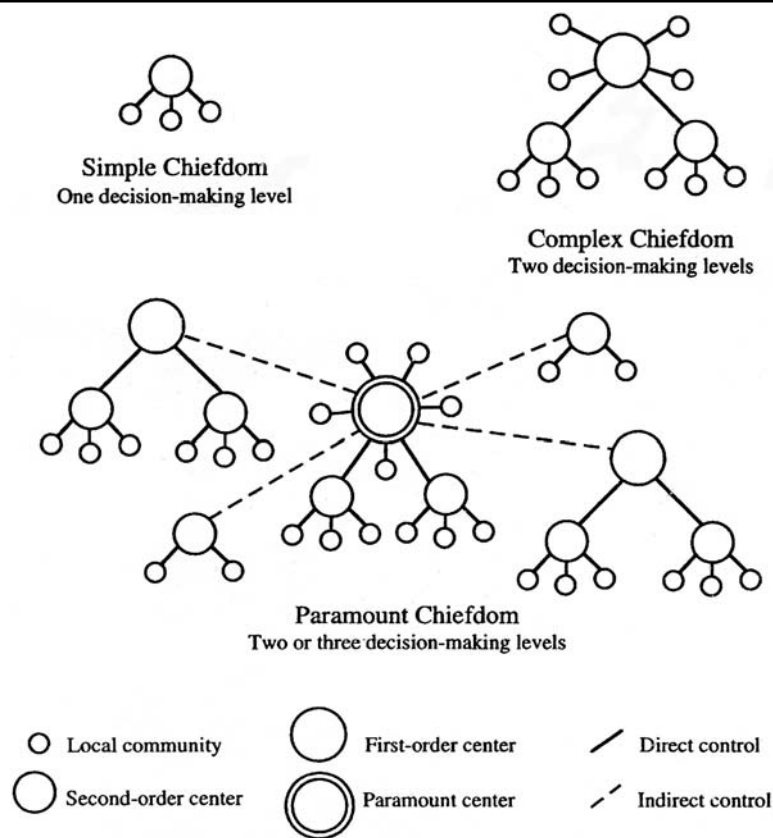 Simple Chiefdom
One decision-making level
Complex Chiefdom
Two decision-making levels
Paramount Chiefdom
Two or three decision-making levels
Local community
First-order center
Direct control
Second-order center
Paramount center
Indirect control